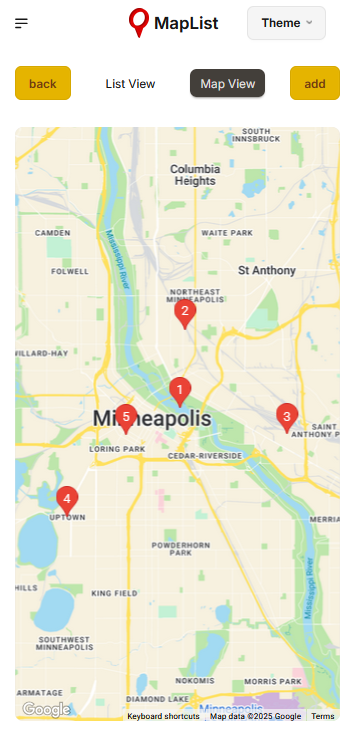 MapList
Theme
back
List View
Map View
add
SOUTH
INNSBRUCK
Columbia
Heights
CAMDEN
WAITE PARK
Mississippi River
FOLWELL
St Anthony
NORTHEAST
MINNEAPOLIS
2
WILLARD-HAY
1
5
3
Minneapolis
SAINT
ANTHONY P
LORING PARK
CEDAR-RIVERSIDE
4
UPTOWN
MERRIA
POWDERHORN
PARK
Mississippi River
HILLS
KING FIELD
SOUTHWEST
MINNEAPOLIS
NOKOMIS
MORRIS PARK
ARMATAGE
DIAMOND LAKE
Minneapolis
Google
Keyboard shortcuts
Map data ©2025 Google
Terms